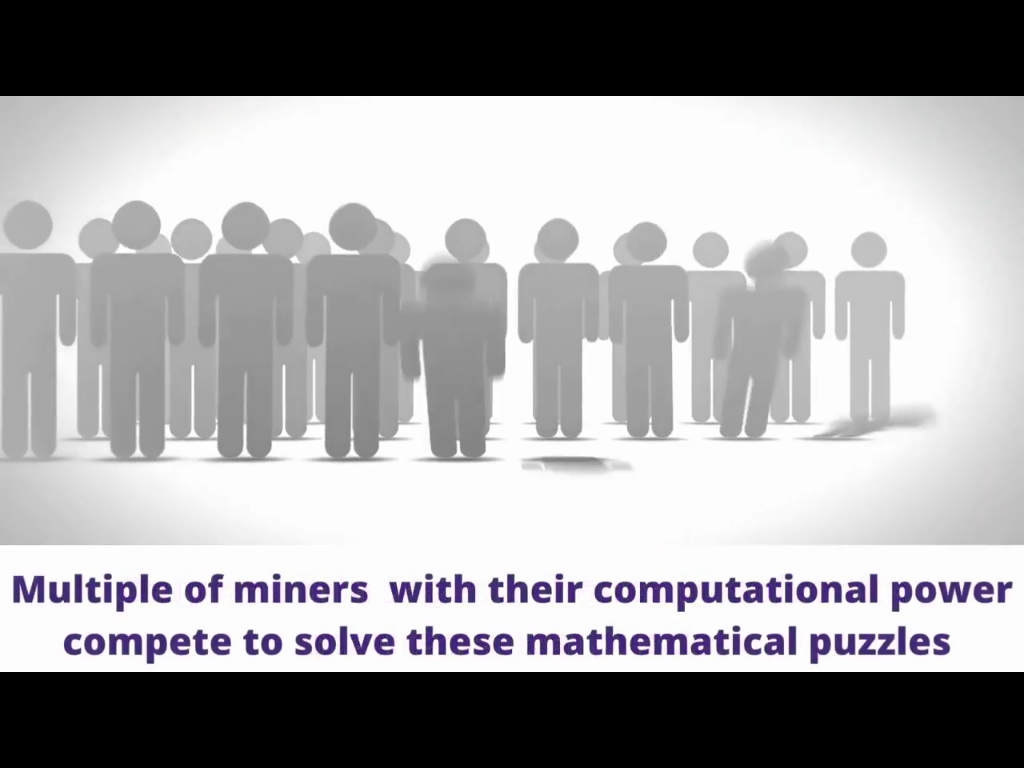 Multiple of miners  with their computational power
compete to solve these mathematical puzzles